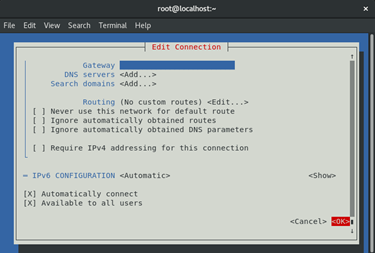 root@localhost:~
File Edit View Search Terminal Help
Edit Connection
Gateway
DNS servers <Add...>
Search domains <Add...>
Routing (No custom routes) <Edit...>
[ ] Never use this network for default route
[ ] Ignore automatically obtained routes
[ ] Ignore automatically obtained DNS parameters
[ ] Require IPv4 addressing for this connection
= IPv6 CONFIGURATION <Automatic> <Show>
[X] Automatically connect
[X] Available to all users
<Cancel> <OK>